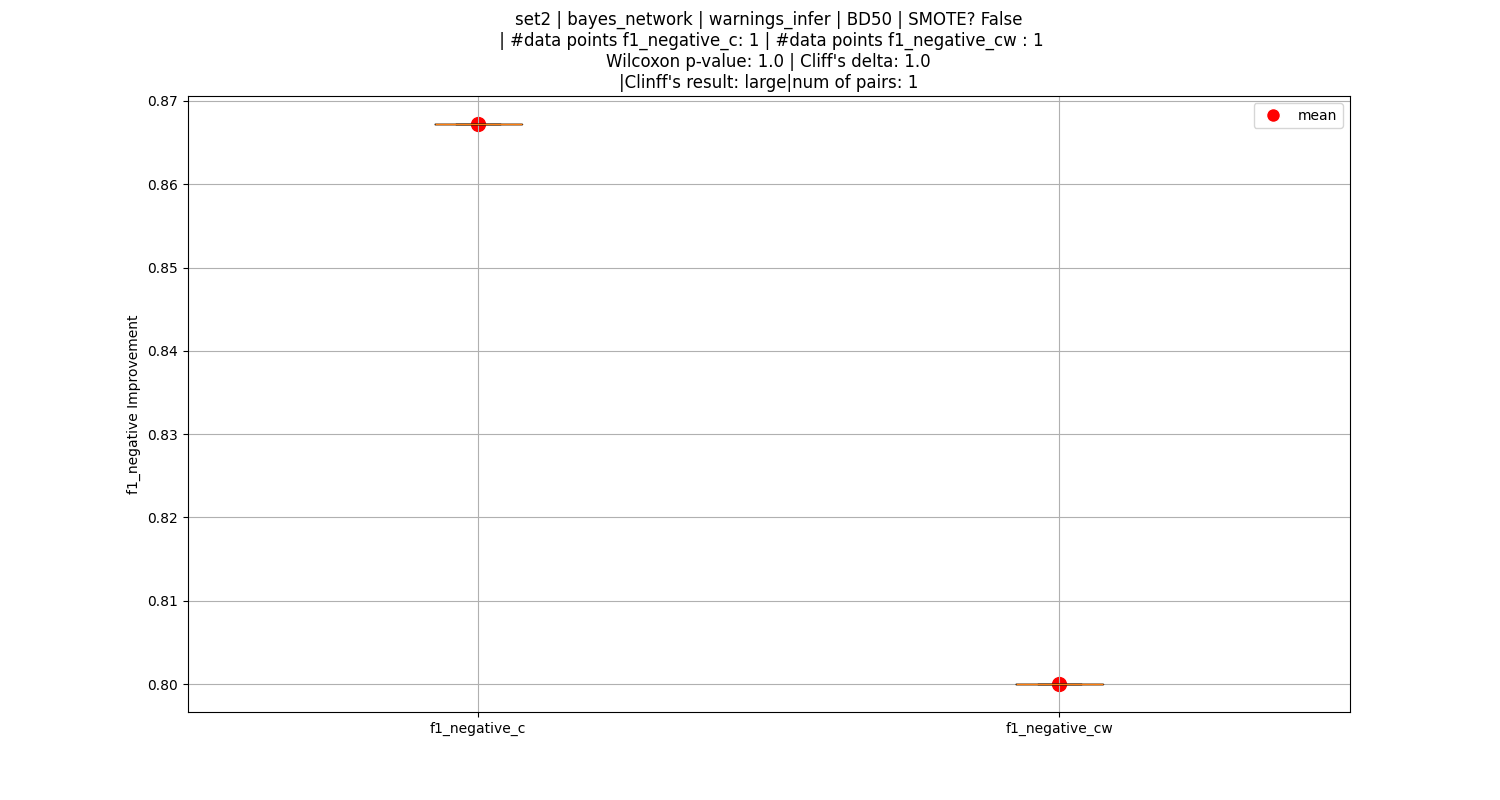 set2 | bayes_network | warnings_infer | BD50 | SMOTE? False
| #data points f1_negative_c: 1 | #data points f1_negative_cw : 1
Wilcoxon p-value: 1.0 | Cliff's delta: 1.0
|Clinff's result: large|num of pairs: 1
mean
0.87
0.86
0.85
0.84
0.83
0.82
0.81
0.80
f1_negative Improvement
f1_negative_c
f1_negative_cw